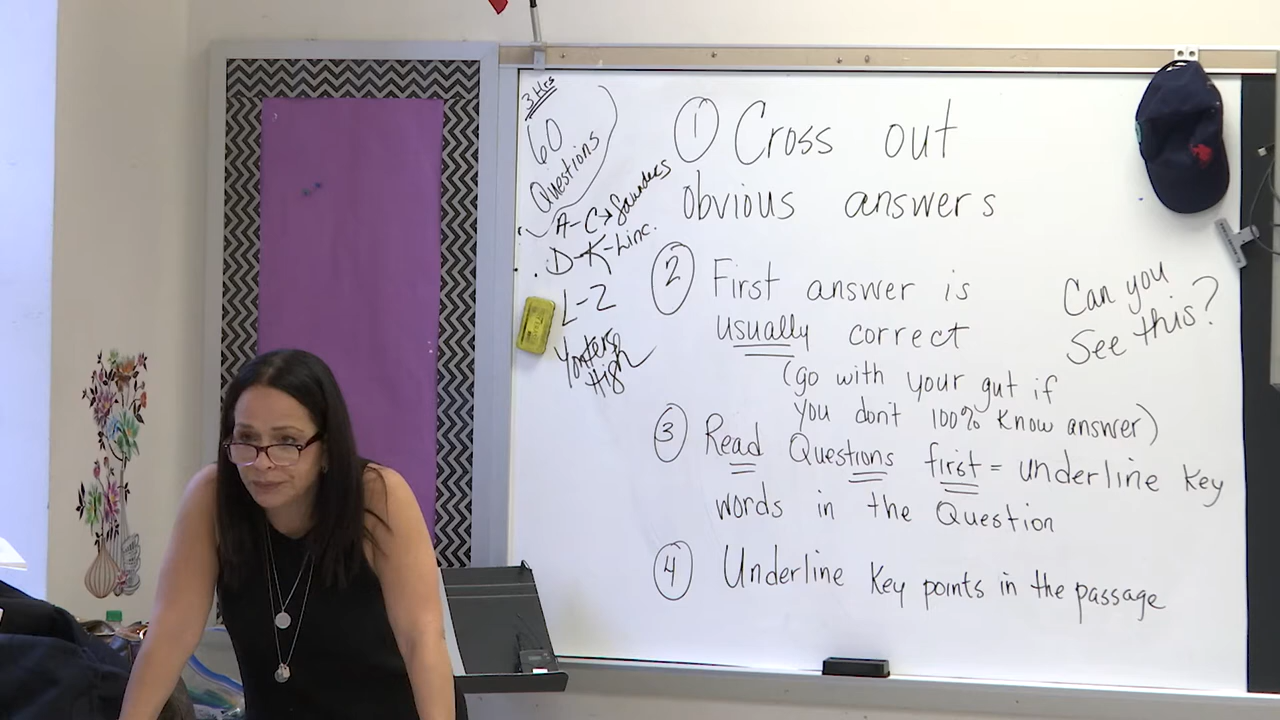 3 Hrs
60
Questions
A-C→Saunders
D-K-Linc.
L-Z
Yonkers
High
① Cross out
obvious answers
② First answer is
usually correct
(go with your gut if
you don't 100% know answer)
③ Read Questions first = underline key
words in the Question
④ Underline key points in the passage
Can you
See this?